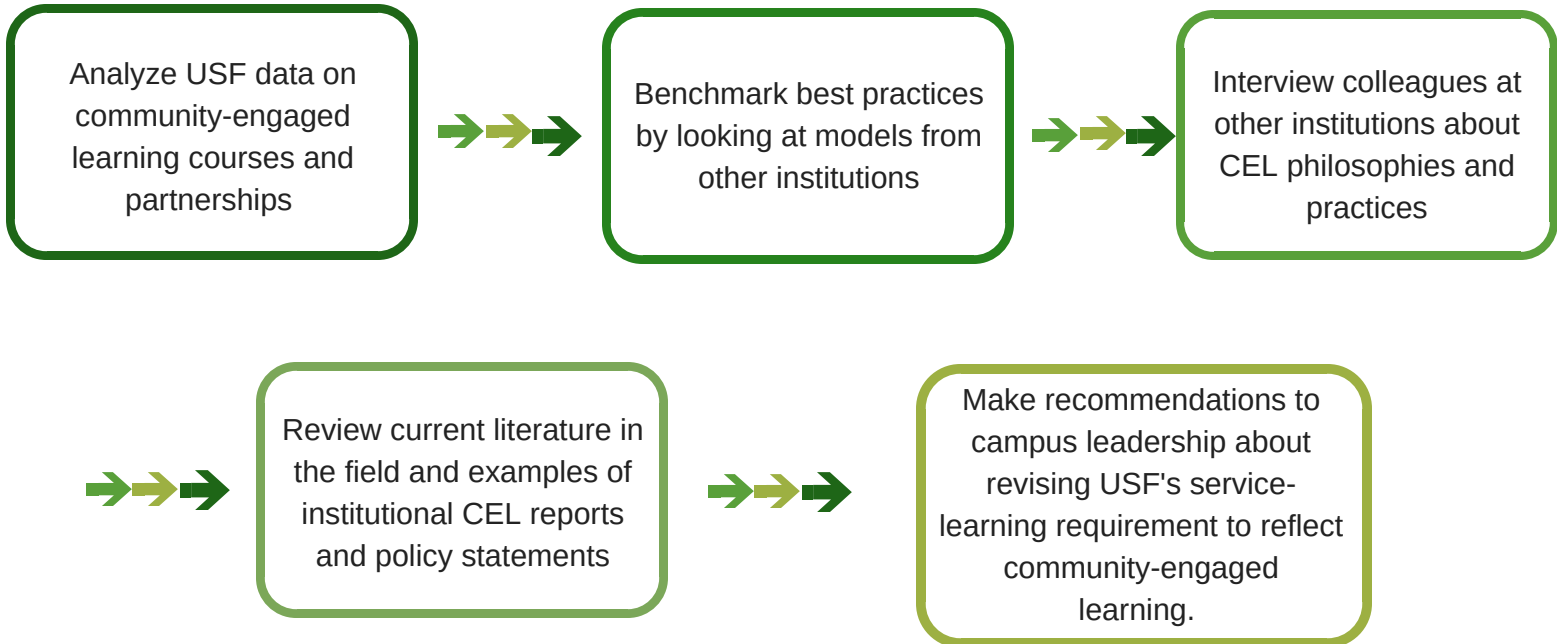 Analyze USF data on
community-engaged
learning courses and
partnerships
Benchmark best practices
by looking at models from
other institutions
Interview colleagues at
other institutions about
CEL philosophies and
practices
Review current literature in
the field and examples of
institutional CEL reports
and policy statements
Make recommendations to
campus leadership about
revising USF's service-
learning requirement to reflect
community-engaged
learning.